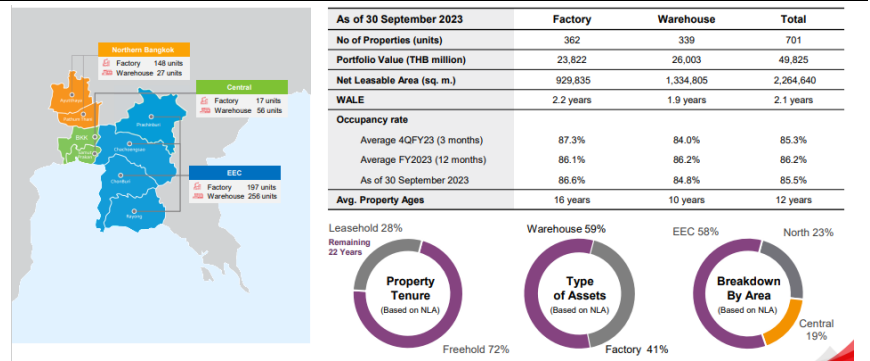 Northern Bangkok
Factory 148 units
Warehouse 27 units
Central
Factory 17 units
Warehouse 56 units
BKK
Chachoengsao
Chonburi
Rayong
EEC
Factory 197 units
Warehouse 256 units
As of 30 September 2023 Factory Warehouse Total
No of Properties (units) 362 339 701
Portfolio Value (THB million) 23,822 26,003 49,825
Net Leasable Area (sq. m.) 929,835 1,334,805 2,264,640
WALE 2.2 years 1.9 years 2.1 years
Occupancy rate
Average 4QFY23 (3 months) 87.3% 84.0% 85.3%
Average FY2023 (12 months) 86.1% 86.2% 86.2%
As of 30 September 2023 86.6% 84.8% 85.5%
Avg. Property Ages 16 years 10 years 12 years
Leasehold 28%
Remaining
22 Years
Property
Tenure
(Based on NLA)
Freehold 72%
Warehouse 59%
Type
of Assets
(Based on NLA)
Factory 41%
EEC 58%
North 23%
Breakdown
By Area
(Based on NLA)
Central
19%